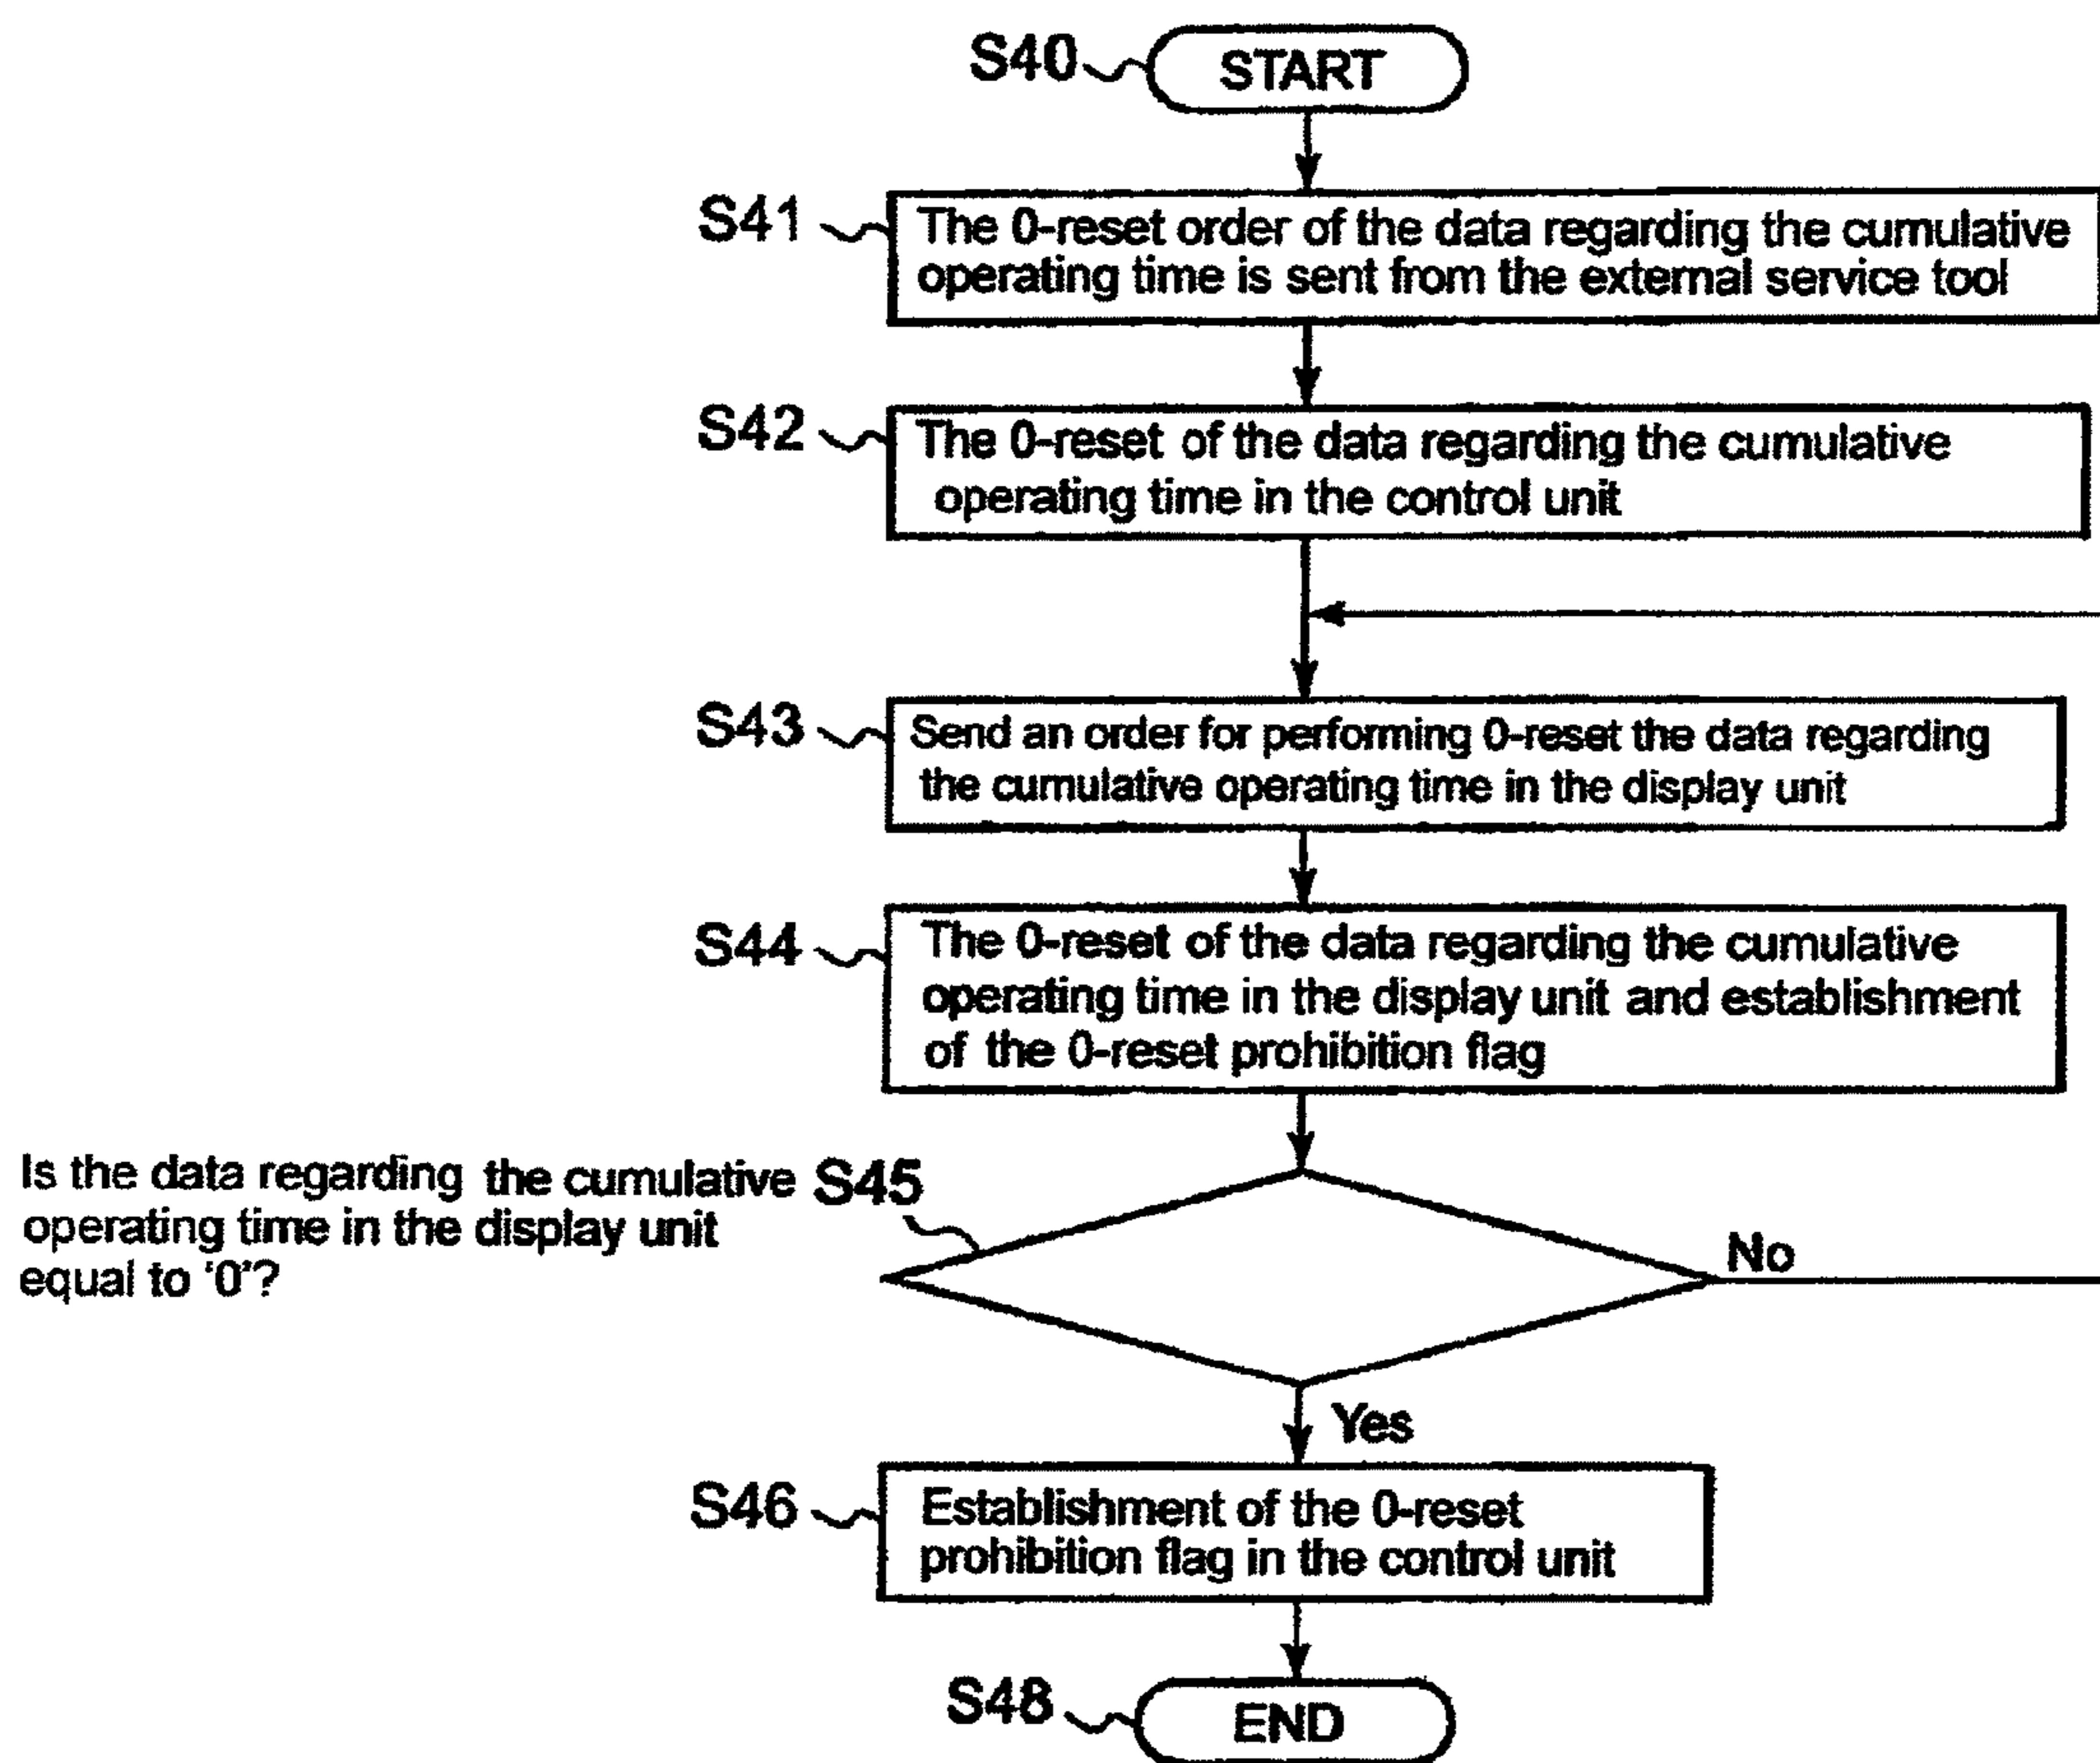 S40 START
S41 The 0-reset order of the data regarding the cumulative
operating time is sent from the external service tool
S42 The 0-reset of the data regarding the cumulative
operating time in the control unit
S43 Send an order for performing 0-reset the data regarding
the cumulative operating time in the display unit
S44 The 0-reset of the data regarding the cumulative
operating time in the display unit and establishment
of the 0-reset prohibition flag
Is the data regarding the cumulative S45
operating time in the display unit
equal to '0'?
No
Yes
S46 Establishment of the 0-reset
prohibition flag in the control unit
S48 END